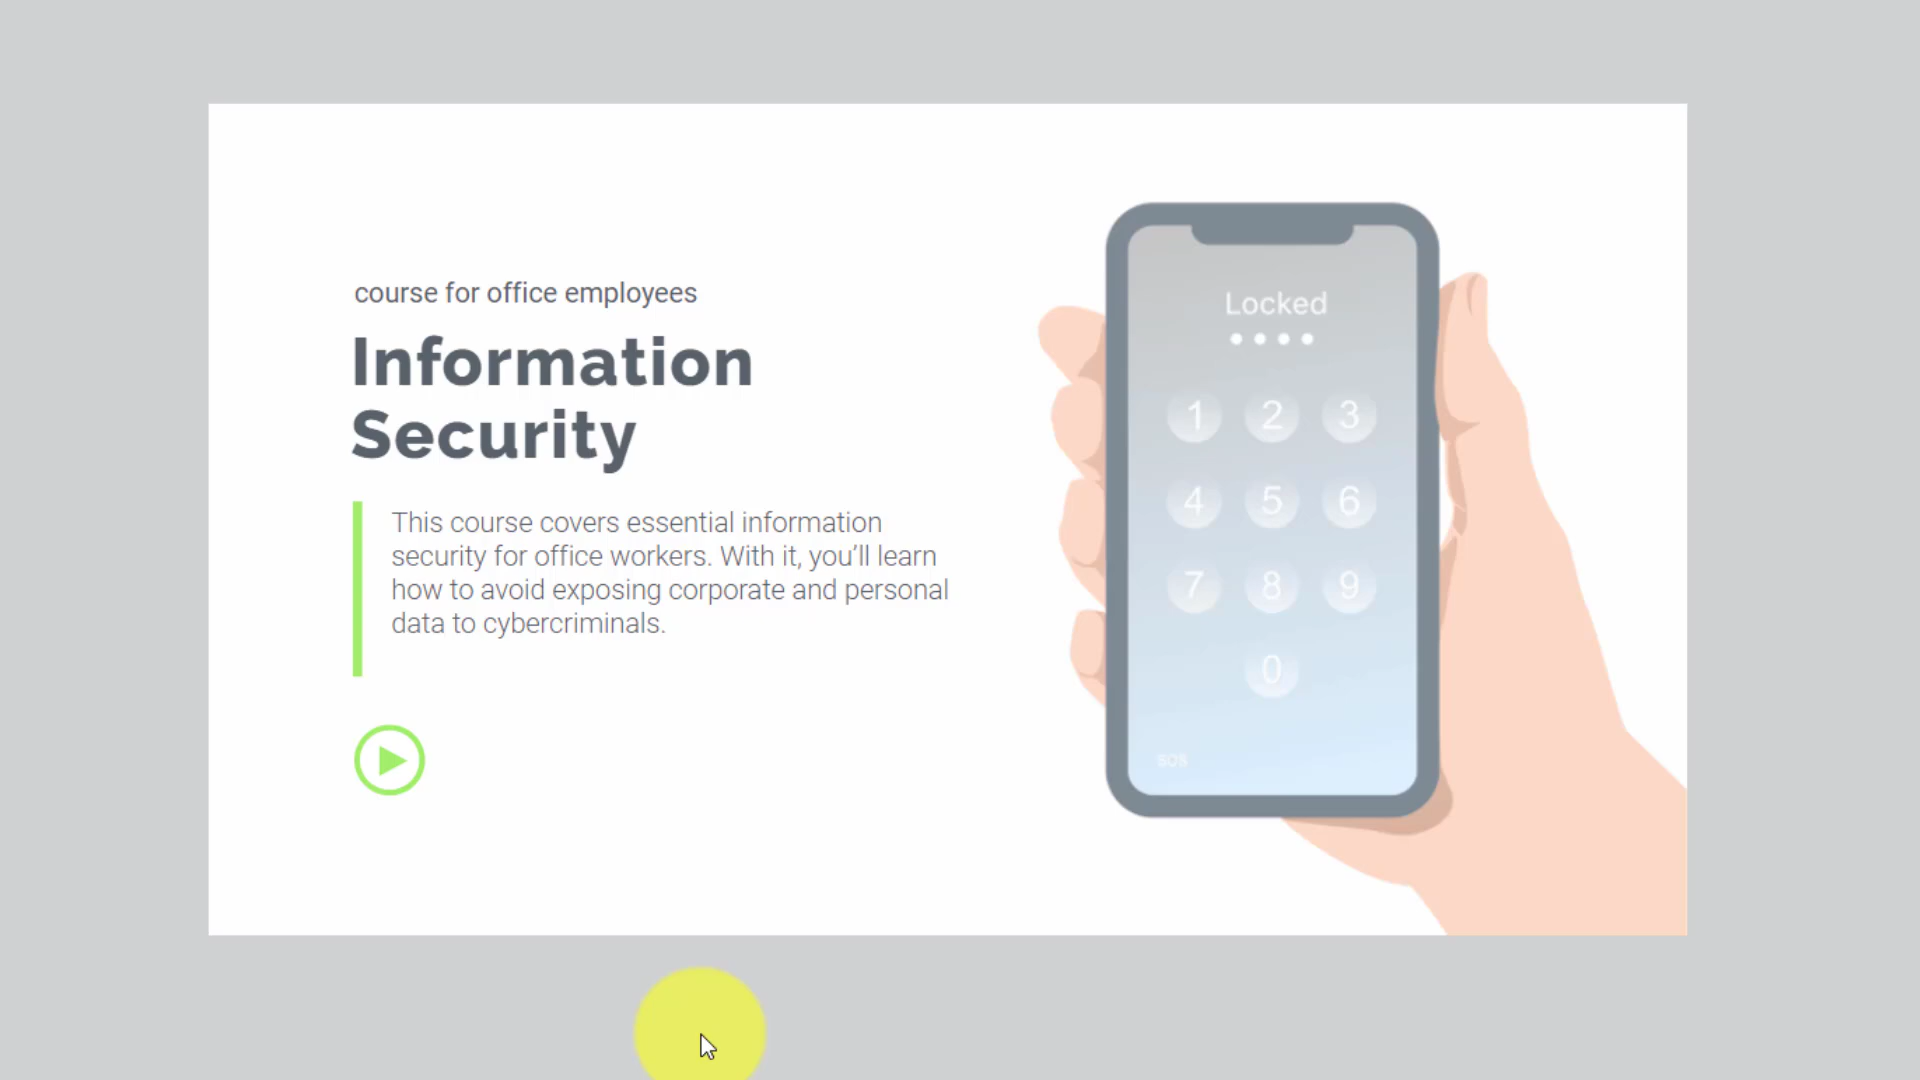 course for office employees
Information
Security
This course covers essential information
security for office workers. With it, you’ll learn
how to avoid exposing corporate and personal
data to cybercriminals.
Locked
1 2 3
4 5 6
7 8 9
0
SOS